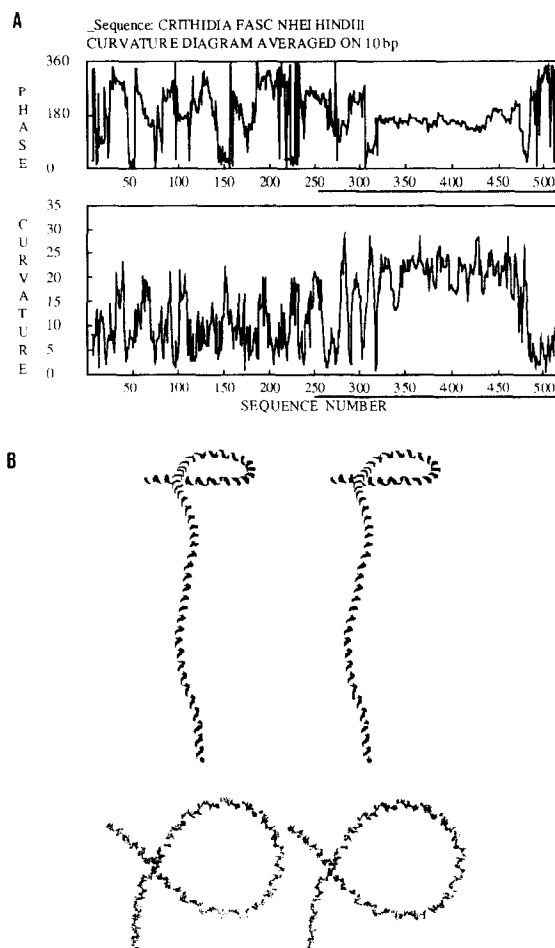 A
_Sequence: CRITHIDIA FASC NHEI HINDIII
CURVATURE DIAGRAM AVERAGED ON 10 bp
PHASE
360
180
0
50 100 150 200 250 300 350 400 450 500
CURVATURE
35
30
25
20
15
10
5
0
50 100 150 200 250 300 350 400 450 500
SEQUENCE NUMBER
B